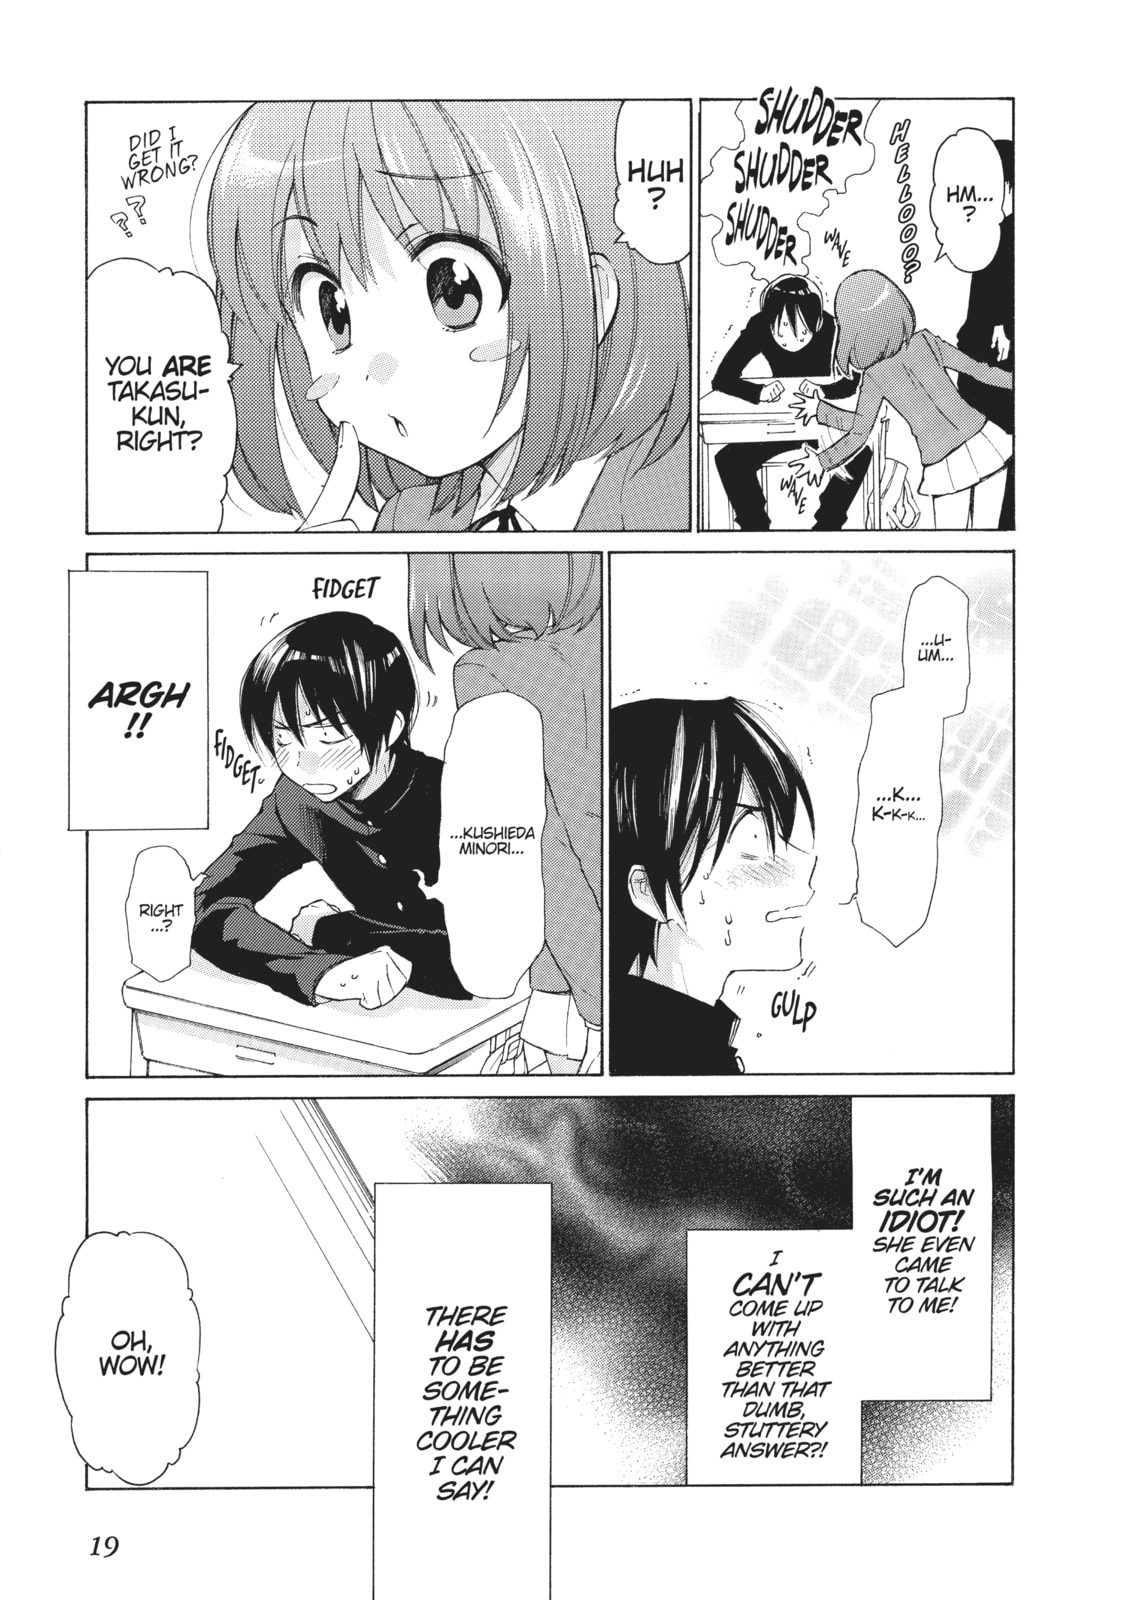 HM...
?
HELLOOO?
SHUDDER
SHUDDER
SHUDDER
WAVE
WAVE
HUH
?
DID I
GET IT
WRONG?
?
?
YOU ARE
TAKASU-
KUN,
RIGHT?
...U-
UM...
...K...
K-K-K...
GULP
FIDGET
FIDGET
...KUSHIEDA
MINORI...
RIGHT
...?
ARGH
!!
I'M
SUCH AN
IDIOT!
SHE EVEN
CAME
TO TALK
TO ME!
I
CAN'T
COME UP
WITH
ANYTHING
BETTER
THAN THAT
DUMB,
STUTTERY
ANSWER?!
THERE
HAS
TO BE
SOME-
THING
COOLER
I CAN
SAY!
OH,
WOW!
19